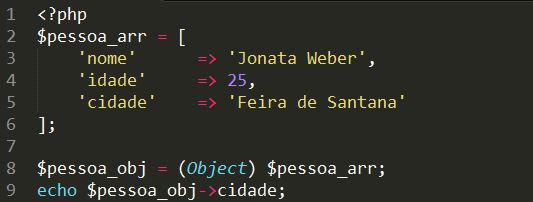 1 <?php
2 $pessoa_arr = [
3     'nome'      => 'Jonata Weber',
4     'idade'     => 25,
5     'cidade'    => 'Feira de Santana'
6 ];
7
8 $pessoa_obj = (Object) $pessoa_arr;
9 echo $pessoa_obj->cidade;